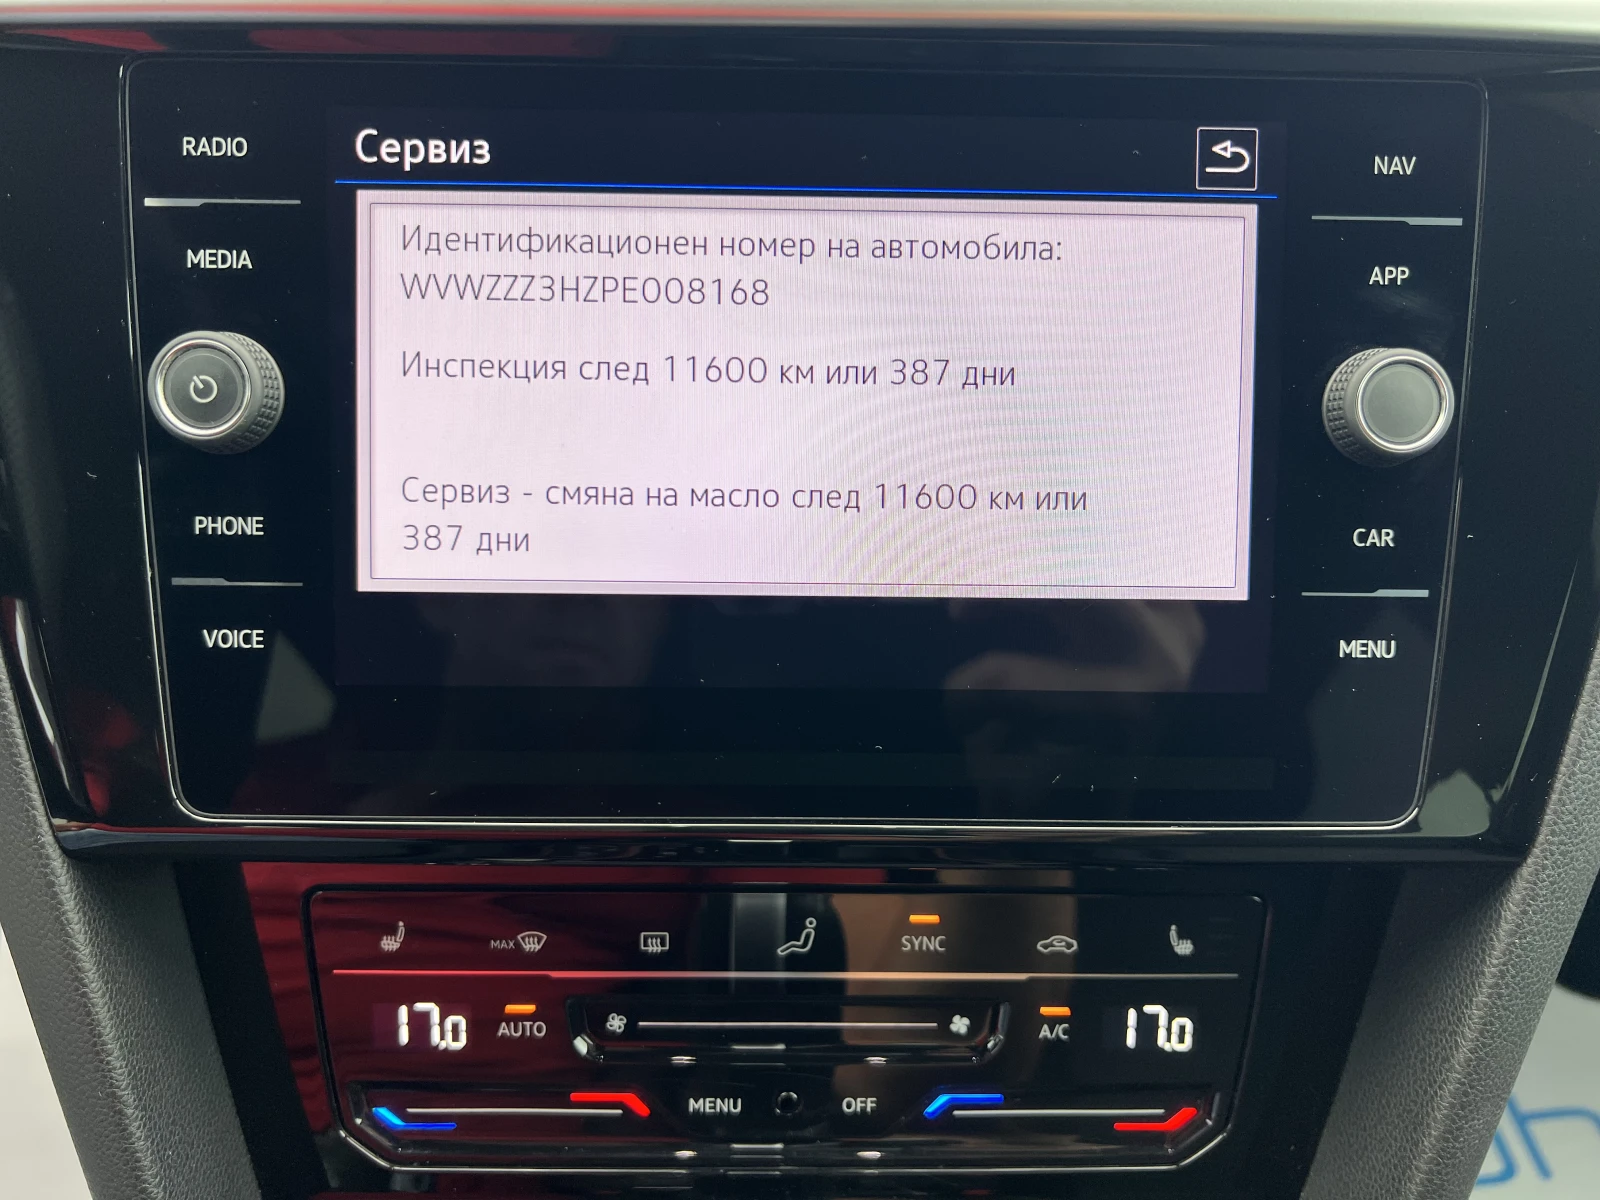 RADIO
MEDIA
PHONE
VOICE
Сервиз
Идентификационен номер на автомобила:
WVWZZZ3HZPE008168
Инспекция след 11600 км или 387 дни
Сервиз - смяна на масло след 11600 км или
387 дни
NAV
APP
CAR
MENU
MAX
SYNC
17.0
AUTO
A/C
17.0
MENU
OFF